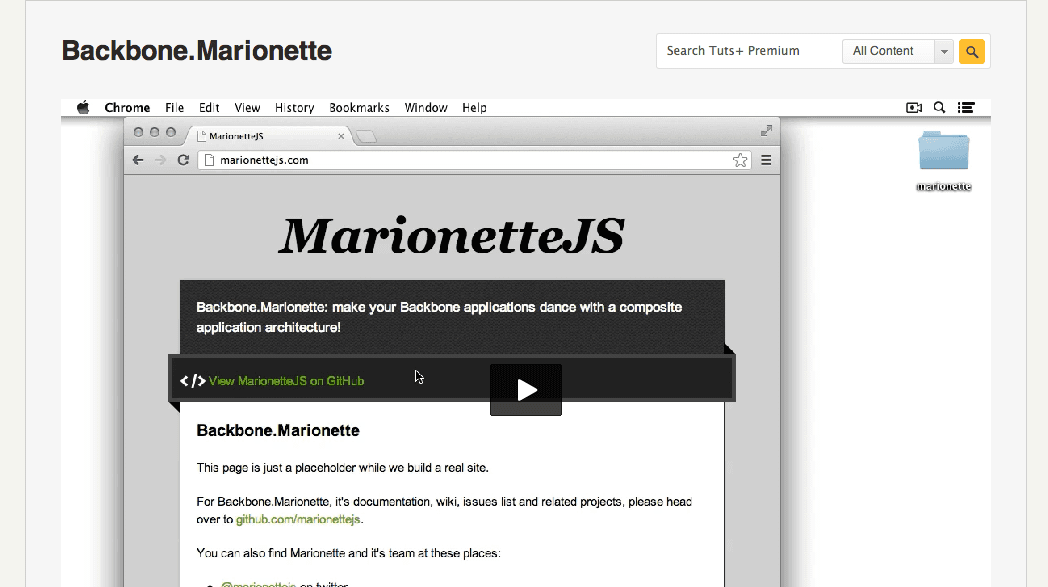 Backbone.Marionette
Search Tuts+ Premium
All Content
Chrome File Edit View History Bookmarks Window Help
MarionetteJS
marionettejs.com
marionette
MarionetteJS
Backbone.Marionette: make your Backbone applications dance with a composite
application architecture!
</> View MarionetteJS on GitHub
Backbone.Marionette
This page is just a placeholder while we build a real site.
For Backbone.Marionette, it's documentation, wiki, issues list and related projects, please head
over to github.com/marionettejs.
You can also find Marionette and it's team at these places:
@marionettejs on twitter